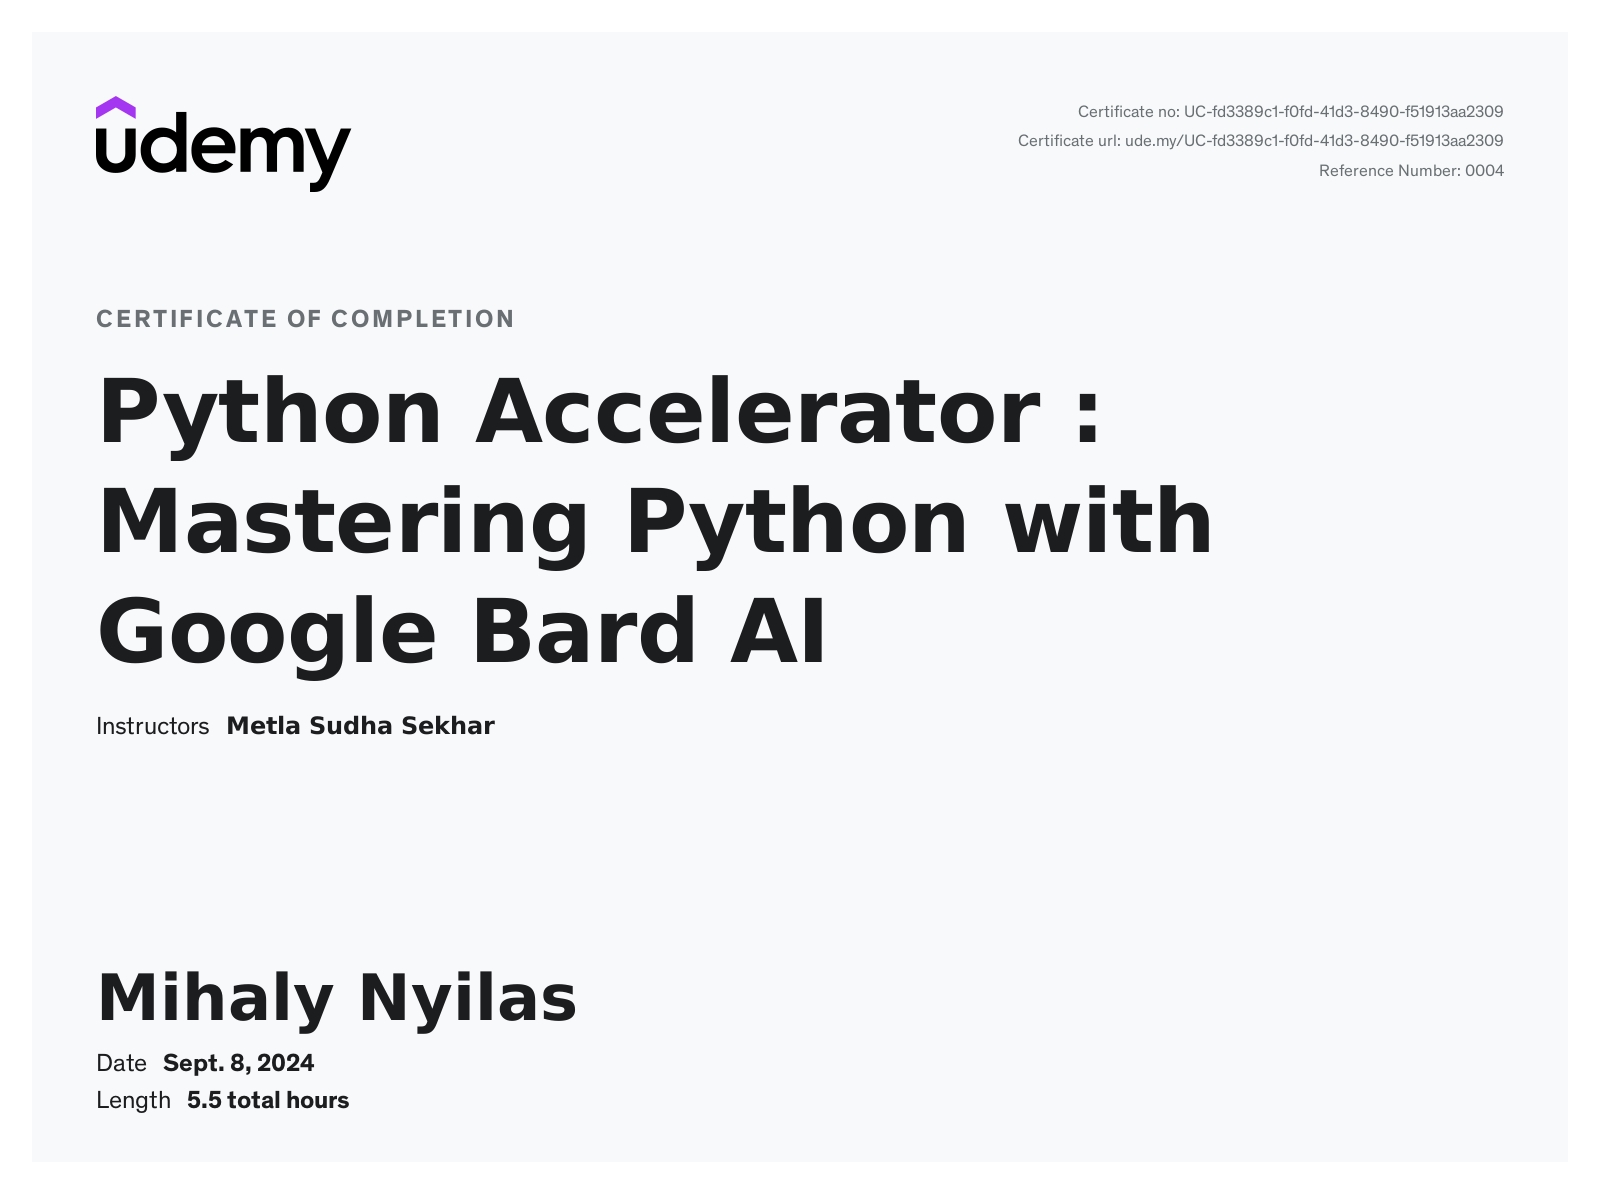 udemy
Certificate no: UC-fd3389c1-f0fd-41d3-8490-f51913aa2309
Certificate url: ude.my/UC-fd3389c1-f0fd-41d3-8490-f51913aa2309
Reference Number: 0004
CERTIFICATE OF COMPLETION
Python Accelerator :
Mastering Python with
Google Bard AI
Instructors Metla Sudha Sekhar
Mihaly Nyilas
Date Sept. 8, 2024
Length 5.5 total hours